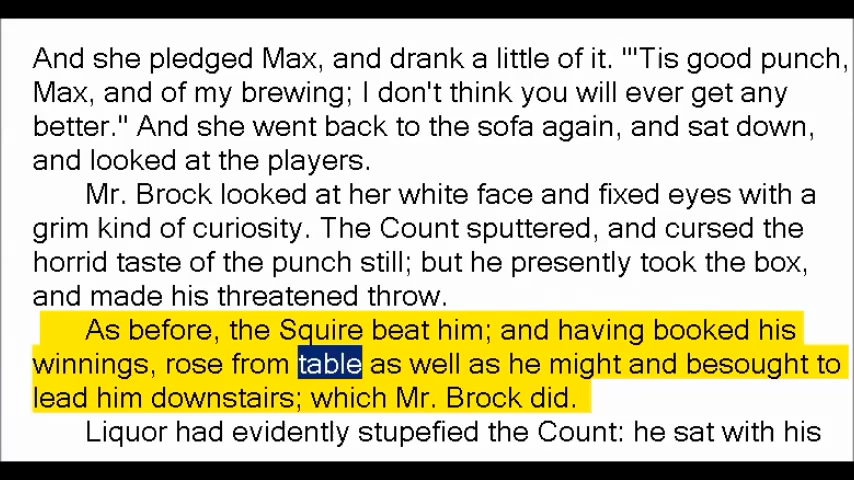 And she pledged Max, and drank a little of it. "'Tis good punch,
Max, and of my brewing; I don't think you will ever get any
better." And she went back to the sofa again, and sat down,
and looked at the players.
Mr. Brock looked at her white face and fixed eyes with a
grim kind of curiosity. The Count sputtered, and cursed the
horrid taste of the punch still; but he presently took the box,
and made his threatened throw.
As before, the Squire beat him; and having booked his
winnings, rose from table as well as he might and besought to
lead him downstairs; which Mr. Brock did.
Liquor had evidently stupefied the Count: he sat with his